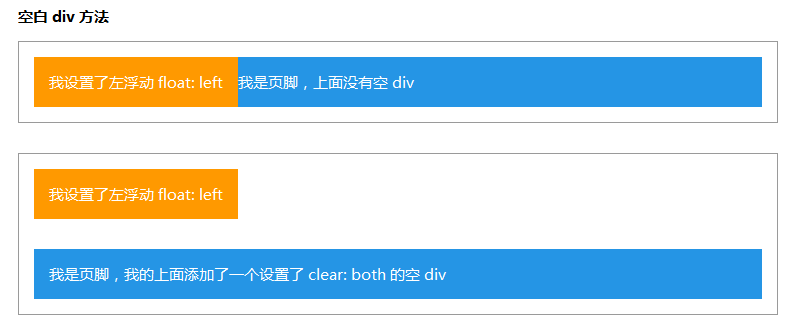 空白 div 方法
我设置了左浮动 float: left 我是页脚，上面没有空 div
我设置了左浮动 float: left
我是页脚，我的上面添加了一个设置了 clear: both 的空 div